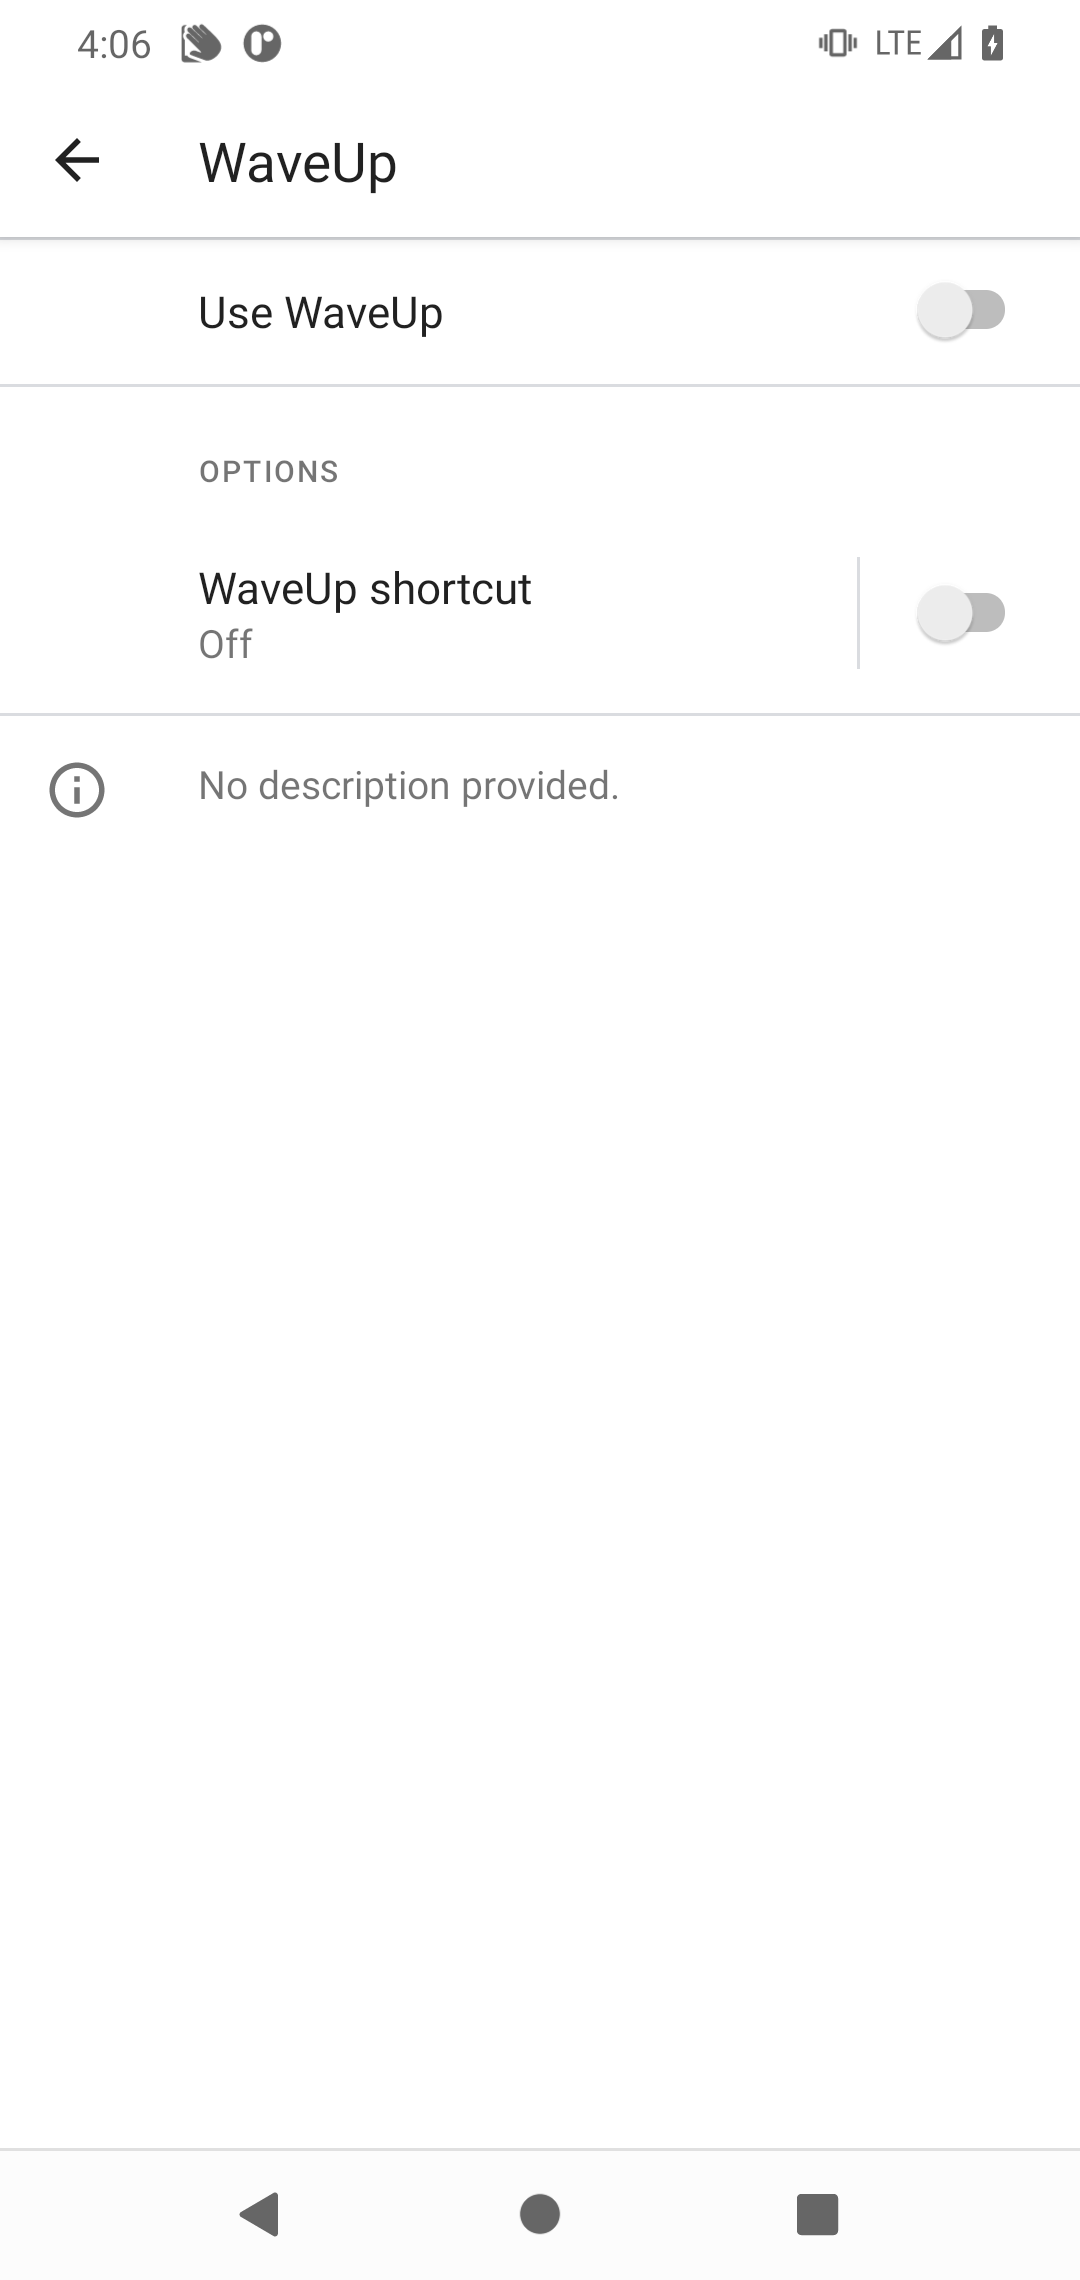 4:06 LTE
WaveUp
Use WaveUp
OPTIONS
WaveUp shortcut
Off
No description provided.